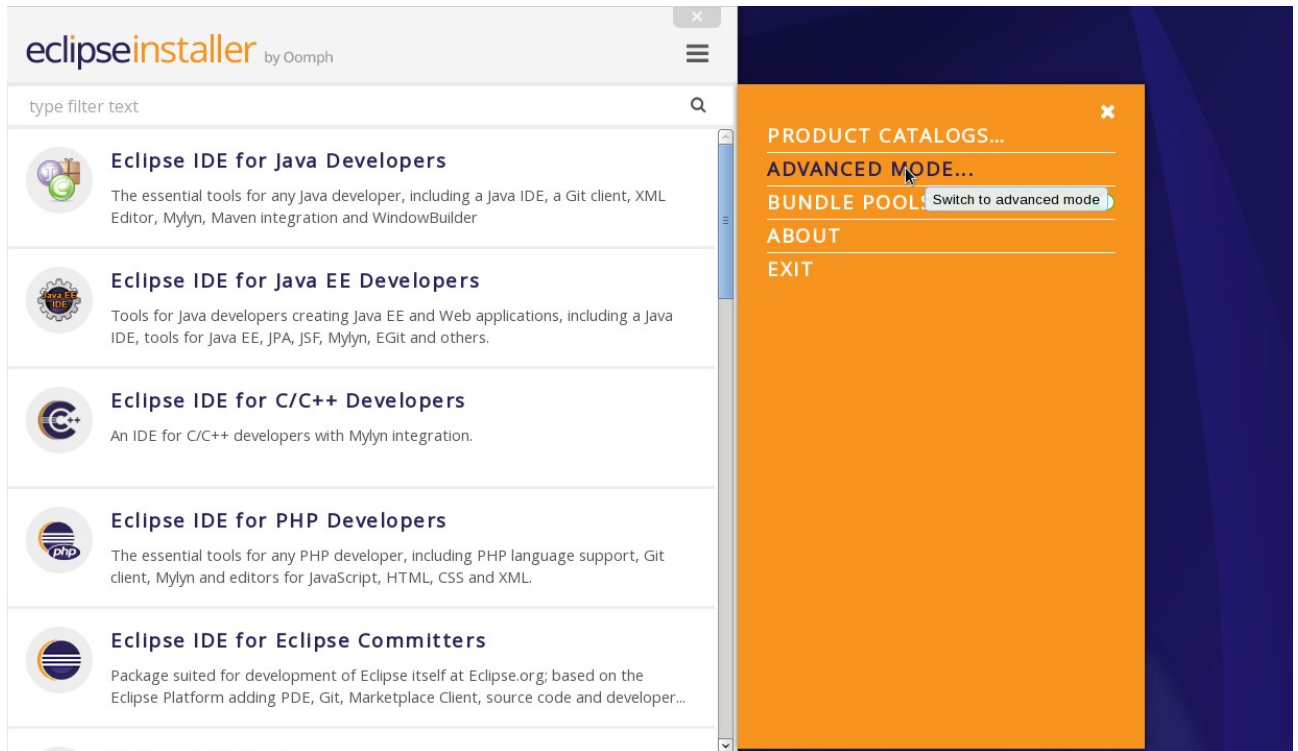 eclipseinstaller by Oomph
type filter text
Eclipse IDE for Java Developers
The essential tools for any Java developer, including a Java IDE, a Git client, XML
Editor, Mylyn, Maven integration and WindowBuilder
Java EE
IDE
Eclipse IDE for Java EE Developers
Tools for Java developers creating Java EE and Web applications, including a Java
IDE, tools for Java EE, JPA, JSF, Mylyn, EGit and others.
C++
Eclipse IDE for C/C++ Developers
An IDE for C/C++ developers with Mylyn integration.
php
Eclipse IDE for PHP Developers
The essential tools for any PHP developer, including PHP language support, Git
client, Mylyn and editors for JavaScript, HTML, CSS and XML.
Eclipse IDE for Eclipse Committers
Package suited for development of Eclipse itself at Eclipse.org; based on the
Eclipse Platform adding PDE, Git, Marketplace Client, source code and developer...
PRODUCT CATALOGS...
ADVANCED MODE...
BUNDLE POOLS
Switch to advanced mode
ABOUT
EXIT